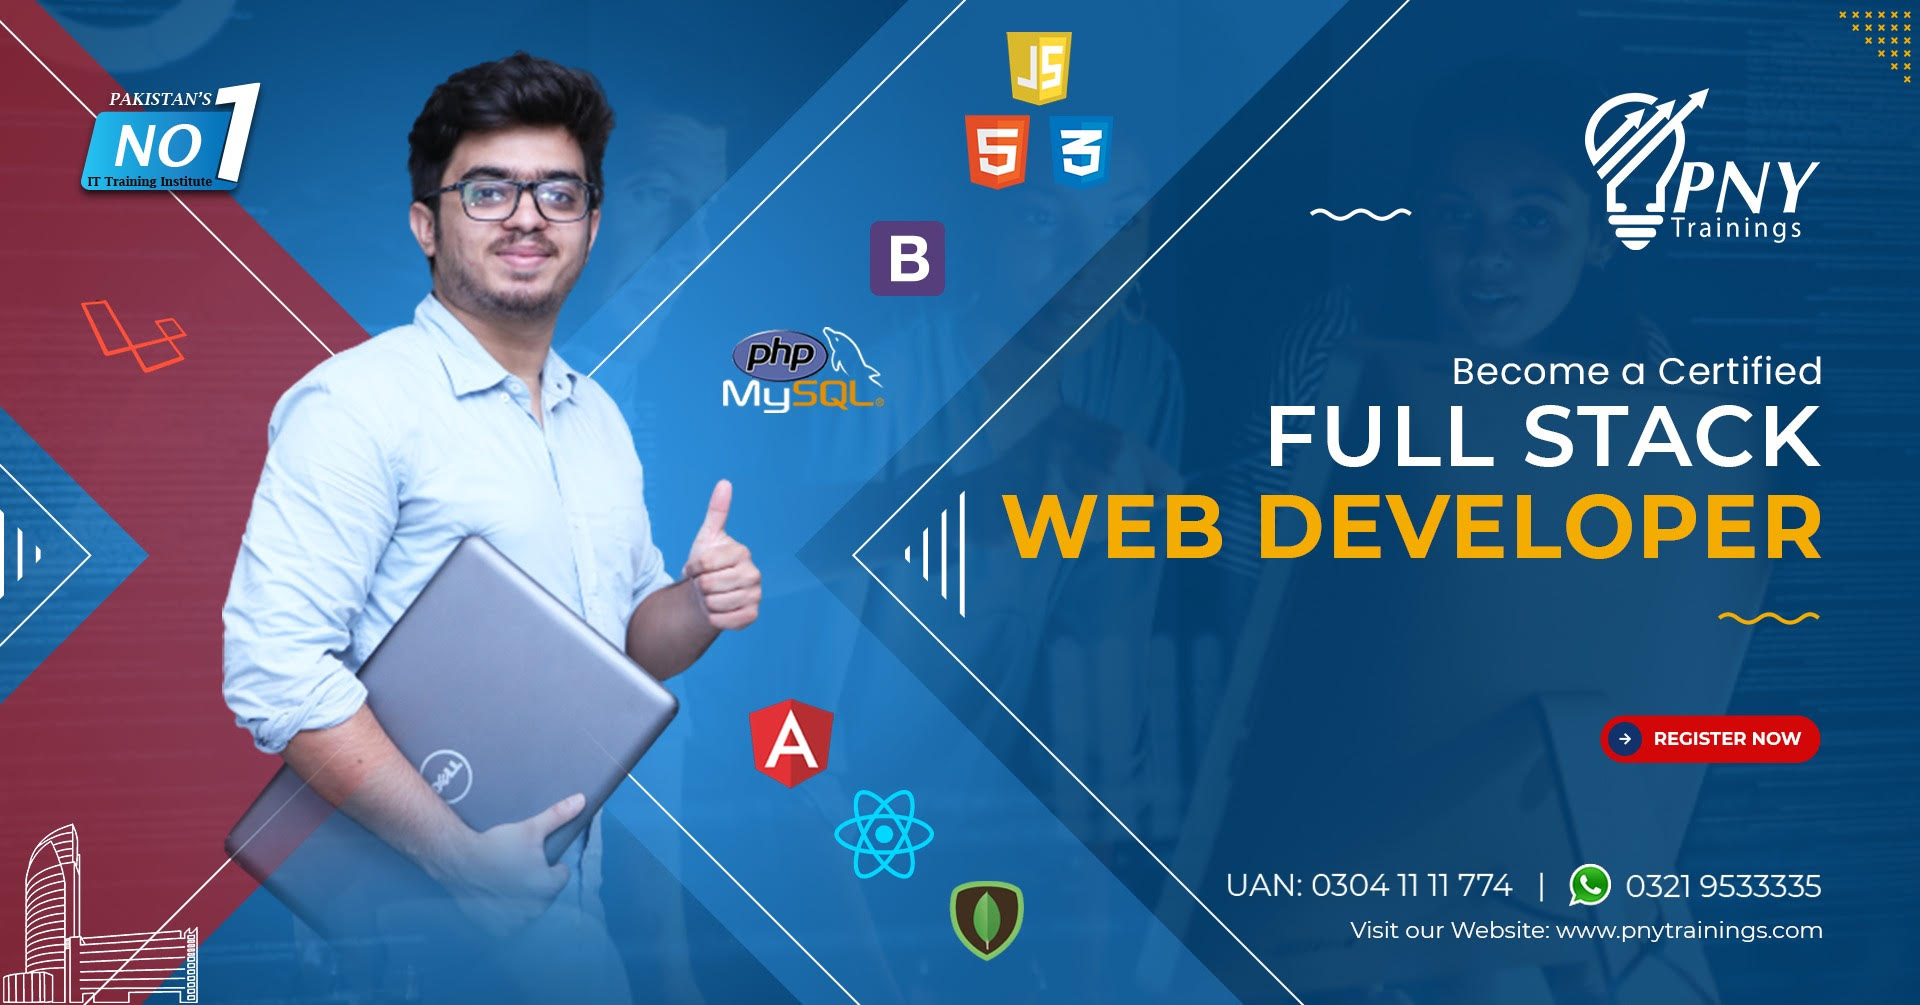 PAKISTAN'S
NO 1
IT Training Institute
JS
5
3
B
php
MySQL®
DELL
A
PNY
Trainings
Become a Certified
FULL STACK
WEB DEVELOPER
REGISTER NOW
UAN: 0304 11 11 774 | 0321 9533335
Visit our Website: www.pnytrainings.com